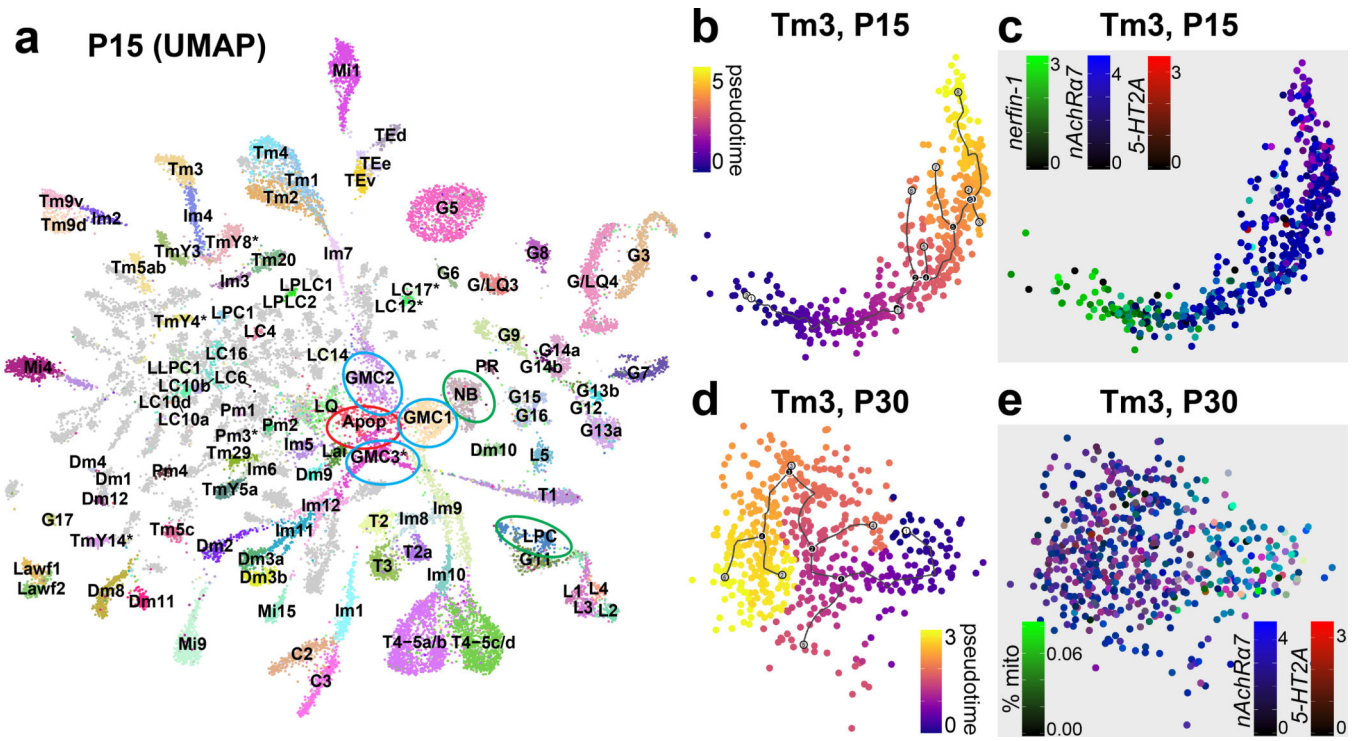 a P15 (UMAP)
Mi1
TEd
TEe
TEv
Tm4
Tm1
Tm2
Tm3
Im4
Tm9v
Tm9d
Im2
G5
TmY3
TmY8*
Tm20
Im7
G8
G3
Tm5ab
Im3
G6
G/LQ3
G/LQ4
LPLC1
LPLC2
LC17*
LC12*
TmY4*
LPC1
LC4
G9
LC16
LC14
G14a
G14b
G7
Mi4
LLPC1
LC6
GMC2
PR
NB
G13b
LC10b
LC10d
LC10a
Pm1
LQ
Apop
GMC1
G15
G12
G16
G13a
Pm2
Pm3*
Im5
Lai
GMC3*
Dm10
L5
Tm29
Dm4
Dm1
Pm4
Im6
Dm9
Dm12
TmY5a
T1
Im12
Im9
G17
Tm5c
Im11
T2
Im8
TmY14*
Dm2
T2a
LPC
G11
Lawf1
Lawf2
Dm3a
Dm3b
T3
Im10
Dm8
Dm11
Mi15
Im1
L1
L4
L3
L2
Mi9
C2
T4–5a/b
T4–5c/d
C3
b Tm3, P15
5
0
pseudotime
c Tm3, P15
nerfin-1
3
0
nAchRα7
4
0
5-HT2A
3
0
d Tm3, P30
3
0
pseudotime
e Tm3, P30
% mito
0.06
0.00
nAchRα7
4
0
5-HT2A
3
0